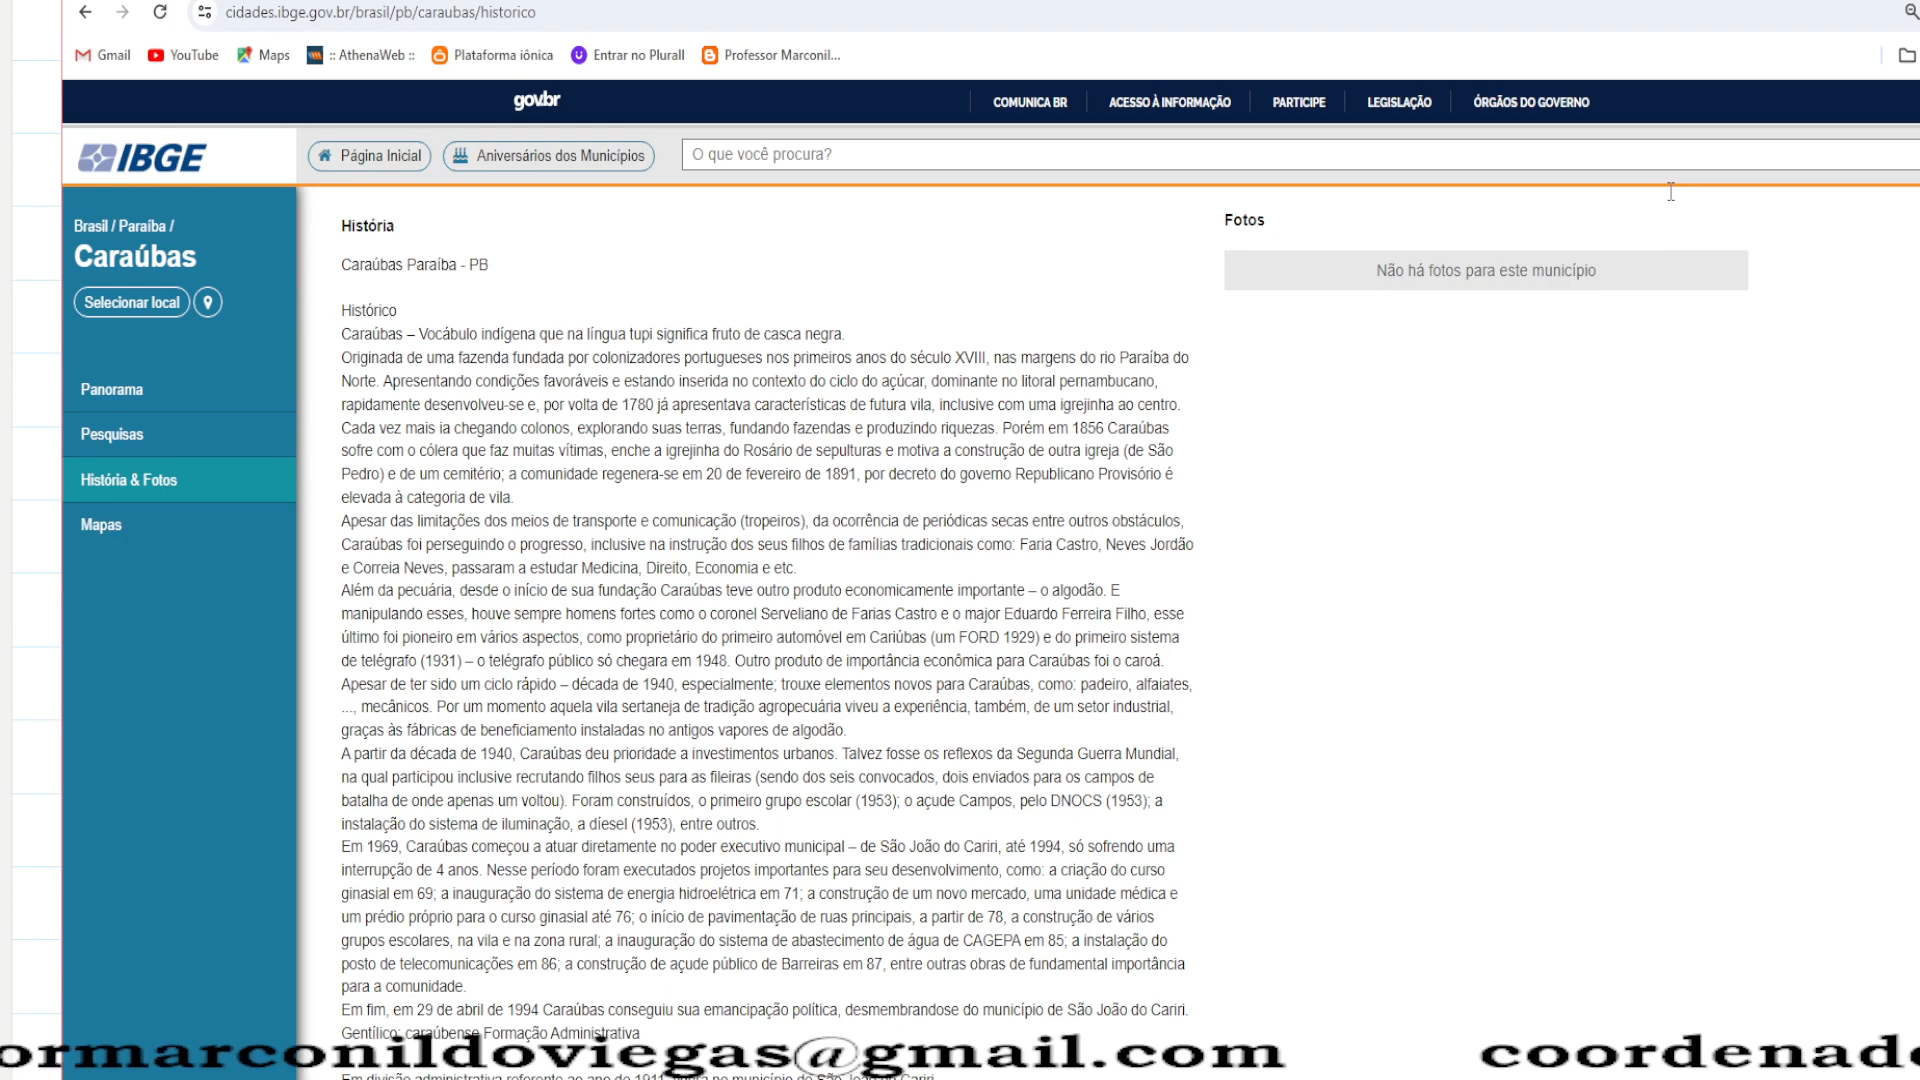 cidades.ibge.gov.br/brasil/pb/caraubas/historico
Gmail YouTube Maps :: AthenaWeb :: Plataforma iônica Entrar no Plurall Professor Marconil...
gov.br COMUNICA BR ACESSO À INFORMAÇÃO PARTICIPE LEGISLAÇÃO ÓRGÃOS DO GOVERNO
IBGE Página Inicial Aniversários dos Municípios O que você procura?
Brasil / Paraíba /
Caraúbas
Selecionar local
Panorama
Pesquisas
História & Fotos
Mapas
História
Caraúbas Paraíba - PB
Histórico
Caraúbas – Vocábulo indígena que na língua tupi significa fruto de casca negra.
Originada de uma fazenda fundada por colonizadores portugueses nos primeiros anos do século XVIII, nas margens do rio Paraíba do
Norte. Apresentando condições favoráveis e estando inserida no contexto do ciclo do açúcar, dominante no litoral pernambucano,
rapidamente desenvolveu-se e, por volta de 1780 já apresentava características de futura vila, inclusive com uma igrejinha ao centro.
Cada vez mais ia chegando colonos, explorando suas terras, fundando fazendas e produzindo riquezas. Porém em 1856 Caraúbas
sofre com o cólera que faz muitas vítimas, enche a igrejinha do Rosário de sepulturas e motiva a construção de outra igreja (de São
Pedro) e de um cemitério; a comunidade regenera-se em 20 de fevereiro de 1891, por decreto do governo Republicano Provisório é
elevada à categoria de vila.
Apesar das limitações dos meios de transporte e comunicação (tropeiros), da ocorrência de periódicas secas entre outros obstáculos,
Caraúbas foi perseguindo o progresso, inclusive na instrução dos seus filhos de famílias tradicionais como: Faria Castro, Neves Jordão
e Correia Neves, passaram a estudar Medicina, Direito, Economia e etc.
Além da pecuária, desde o início de sua fundação Caraúbas teve outro produto economicamente importante – o algodão. E
manipulando esses, houve sempre homens fortes como o coronel Serveliano de Farias Castro e o major Eduardo Ferreira Filho, esse
último foi pioneiro em vários aspectos, como proprietário do primeiro automóvel em Cariúbas (um FORD 1929) e do primeiro sistema
de telégrafo (1931) – o telégrafo público só chegara em 1948. Outro produto de importância econômica para Caraúbas foi o caroá.
Apesar de ter sido um ciclo rápido – década de 1940, especialmente; trouxe elementos novos para Caraúbas, como: padeiro, alfaiates,
..., mecânicos. Por um momento aquela vila sertaneja de tradição agropecuária viveu a experiência, também, de um setor industrial,
graças às fábricas de beneficiamento instaladas no antigos vapores de algodão.
A partir da década de 1940, Caraúbas deu prioridade a investimentos urbanos. Talvez fosse os reflexos da Segunda Guerra Mundial,
na qual participou inclusive recrutando filhos seus para as fileiras (sendo dos seis convocados, dois enviados para os campos de
batalha de onde apenas um voltou). Foram construídos, o primeiro grupo escolar (1953); o açude Campos, pelo DNOCS (1953); a
instalação do sistema de iluminação, a díesel (1953), entre outros.
Em 1969, Caraúbas começou a atuar diretamente no poder executivo municipal – de São João do Cariri, até 1994, só sofrendo uma
interrupção de 4 anos. Nesse período foram executados projetos importantes para seu desenvolvimento, como: a criação do curso
ginasial em 69; a inauguração do sistema de energia hidroelétrica em 71; a construção de um novo mercado, uma unidade médica e
um prédio próprio para o curso ginasial até 76; o início de pavimentação de ruas principais, a partir de 78, a construção de vários
grupos escolares, na vila e na zona rural; a inauguração do sistema de abastecimento de água de CAGEPA em 85; a instalação do
posto de telecomunicações em 86; a construção de açude público de Barreiras em 87, entre outras obras de fundamental importância
para a comunidade.
Em fim, em 29 de abril de 1994 Caraúbas conseguiu sua emancipação política, desmembrandose do município de São João do Cariri.
Gentílico: caraúbense Formação Administrativa
Em divisão administrativa referente ao ano de 1911, figura no município de São João do Cariri.
Fotos
Não há fotos para este município
ormarconildoviegas@gmail.com coordenad